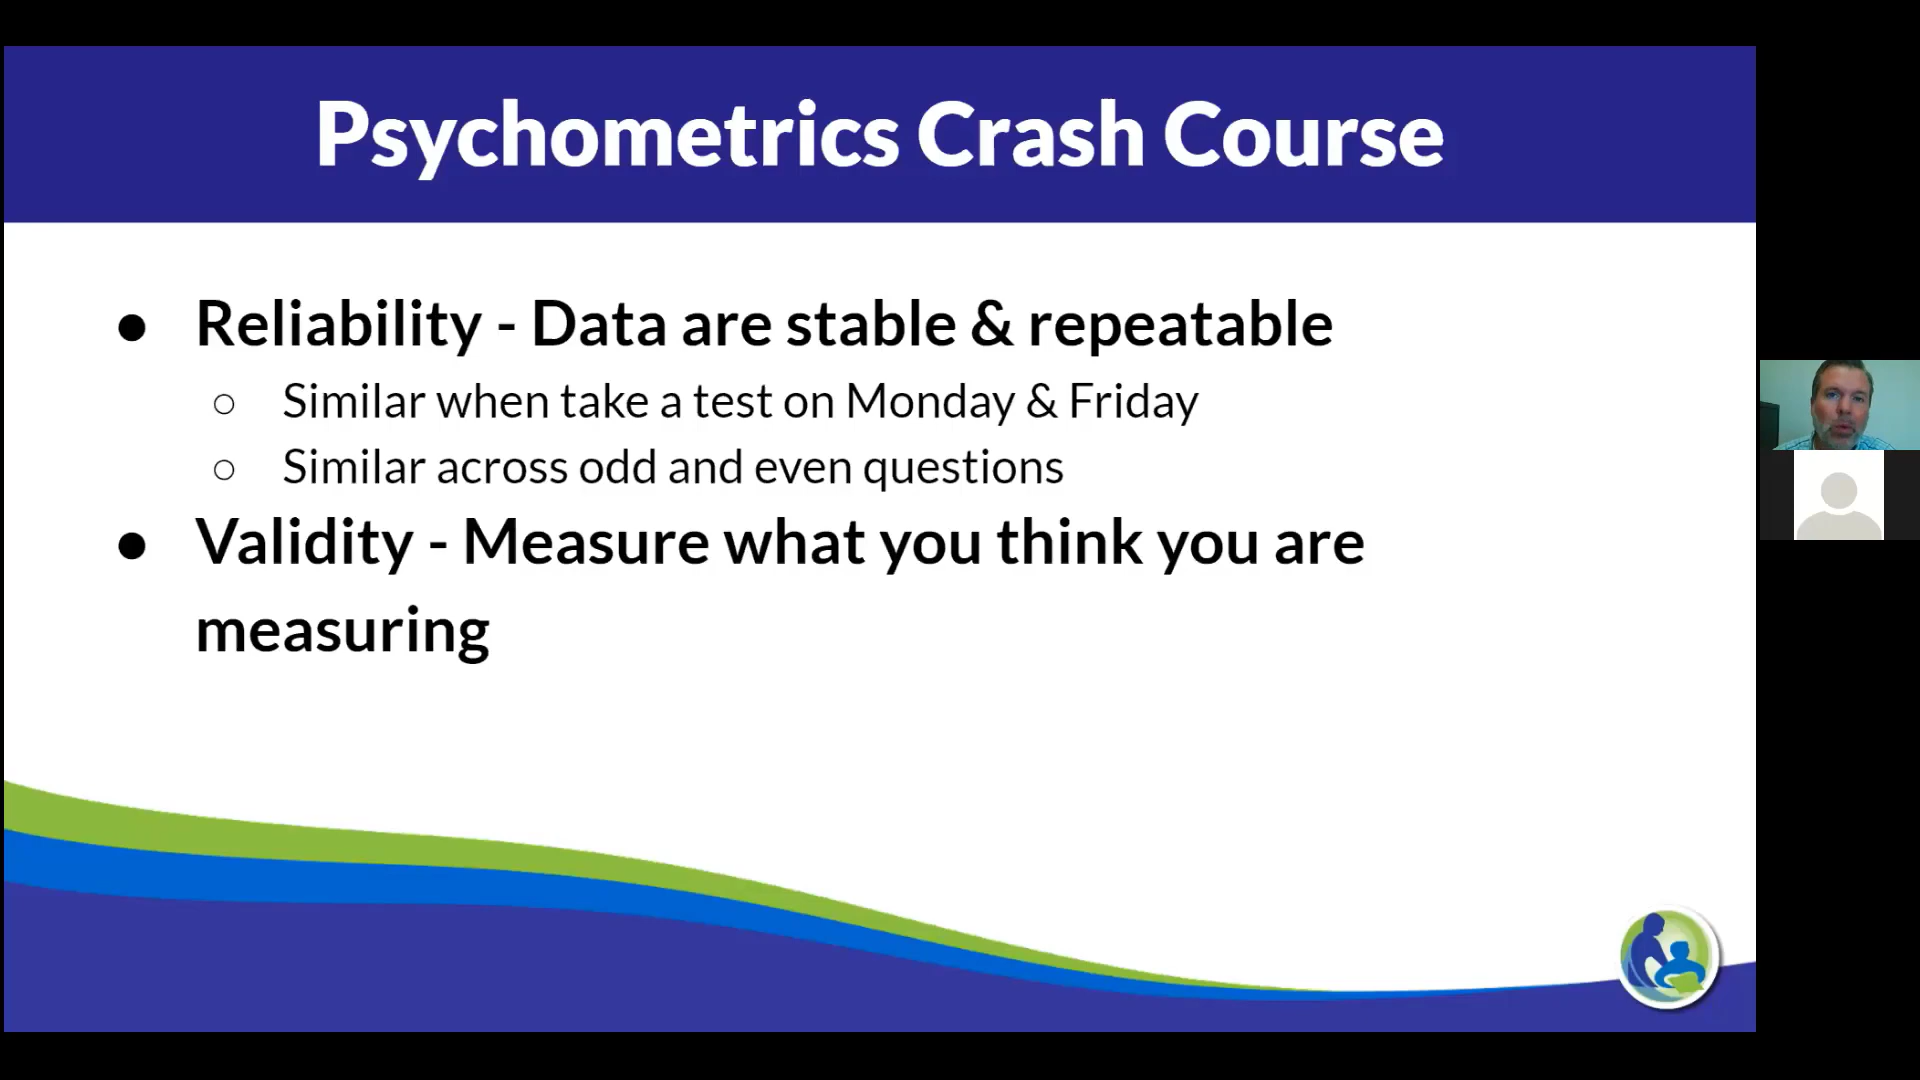 Psychometrics Crash Course
● Reliability - Data are stable & repeatable
○ Similar when take a test on Monday & Friday
○ Similar across odd and even questions
● Validity - Measure what you think you are
measuring